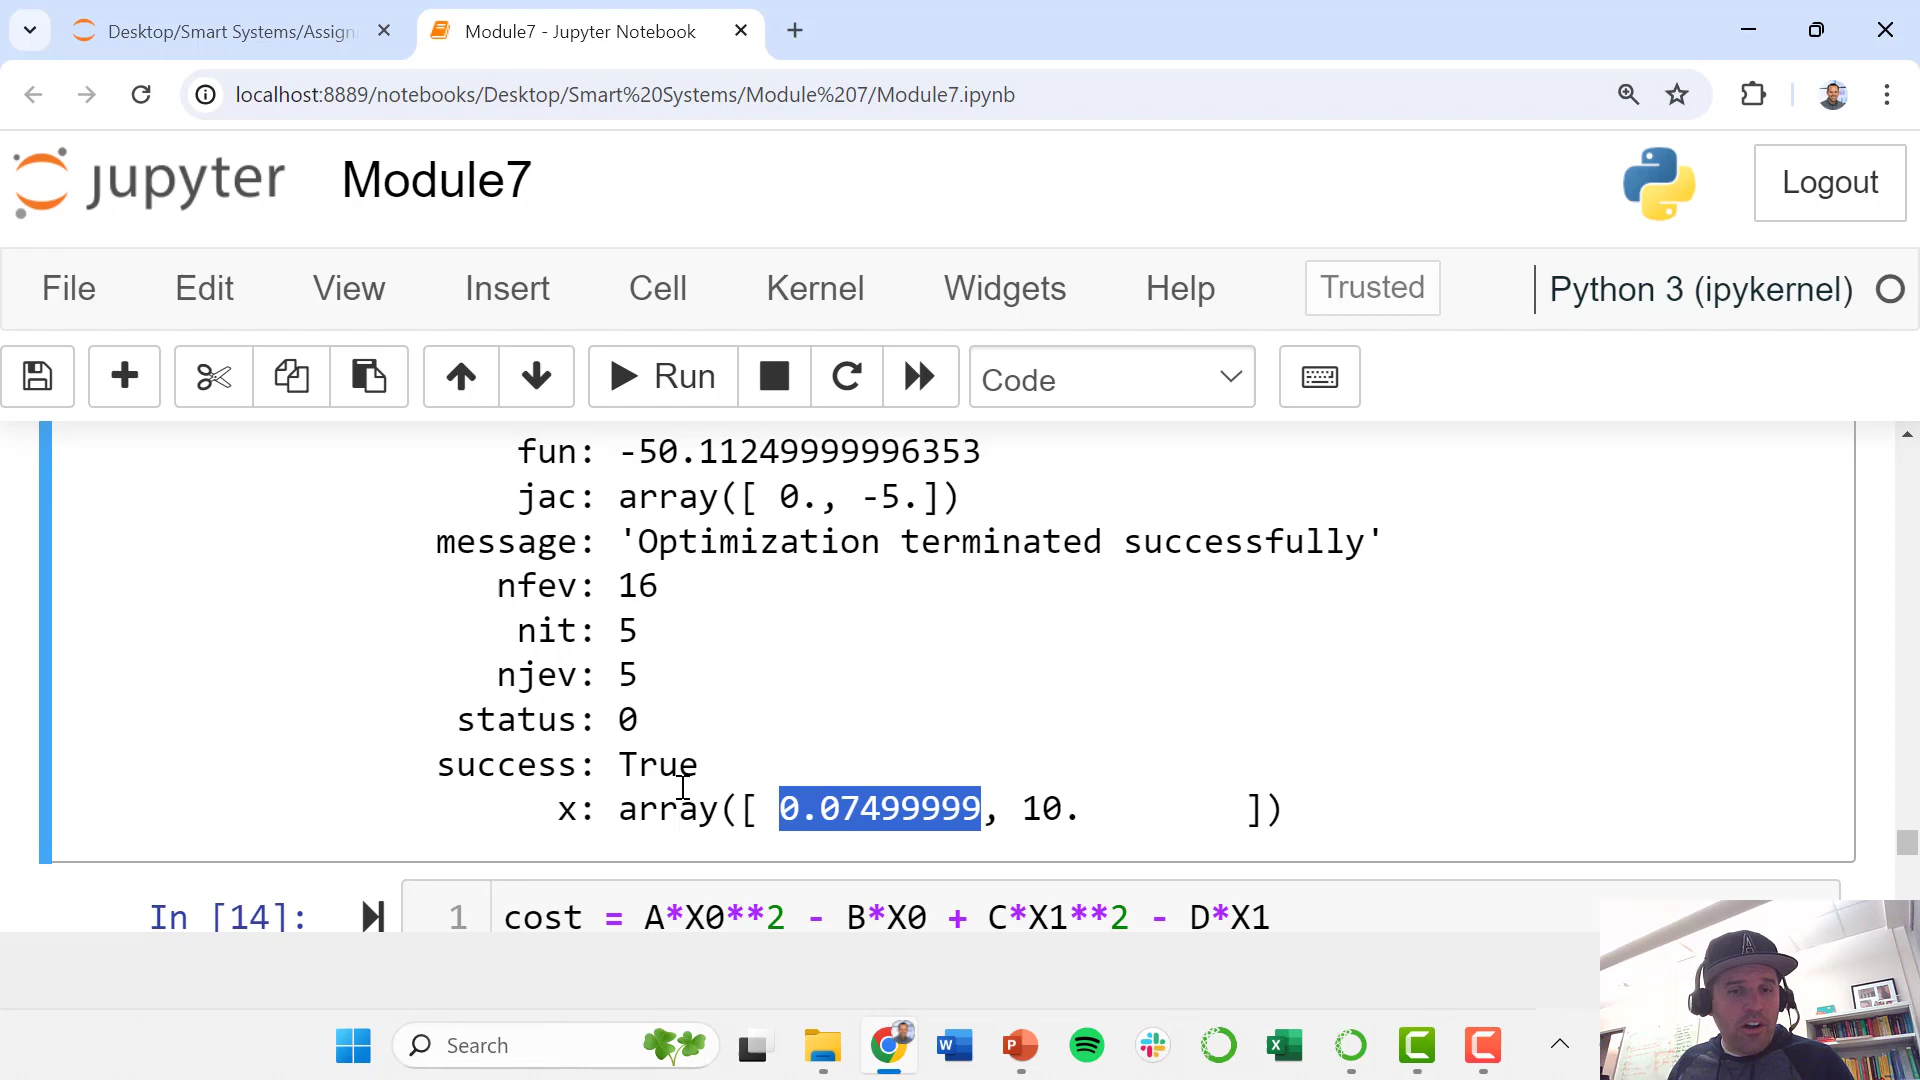 Desktop/Smart Systems/Assign
Module7 - Jupyter Notebook
localhost:8889/notebooks/Desktop/Smart%20Systems/Module%207/Module7.ipynb
jupyter Module7
Logout
File Edit View Insert Cell Kernel Widgets Help Trusted Python 3 (ipykernel)
Run Code
fun: -50.11249999996353
jac: array([ 0., -5.])
message: 'Optimization terminated successfully'
nfev: 16
nit: 5
njev: 5
status: 0
success: True
x: array([ 0.07499999, 10. ])
In [14]: 1 cost = A*X0**2 - B*X0 + C*X1**2 - D*X1
Search